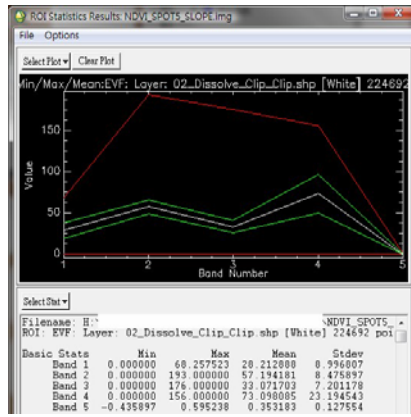 ROI Statistics Results: NDVI_SPOT5_SLOPE.img
File Options
Select Plot Clear Plot
Min/Max/Mean:EVF: Layer: 02_Dissolve_Clip_Clip.shp [White] 224692
150
100
50
0
Value
1 2 3 4 5
Band Number
Select Stat
Filename: H: \NDVI_SPOT5_
ROI: EVF: Layer: 02_Dissolve_Clip_Clip.shp [White] 224692 poi
Basic Stats Min Max Mean Stdev
Band 1 0.000000 68.257523 28.212888 8.996807
Band 2 0.000000 193.000000 57.194181 8.475897
Band 3 0.000000 176.000000 33.071703 7.201178
Band 4 0.000000 156.000000 73.098085 23.194543
Band 5 -0.435897 0.595238 0.353183 0.127554